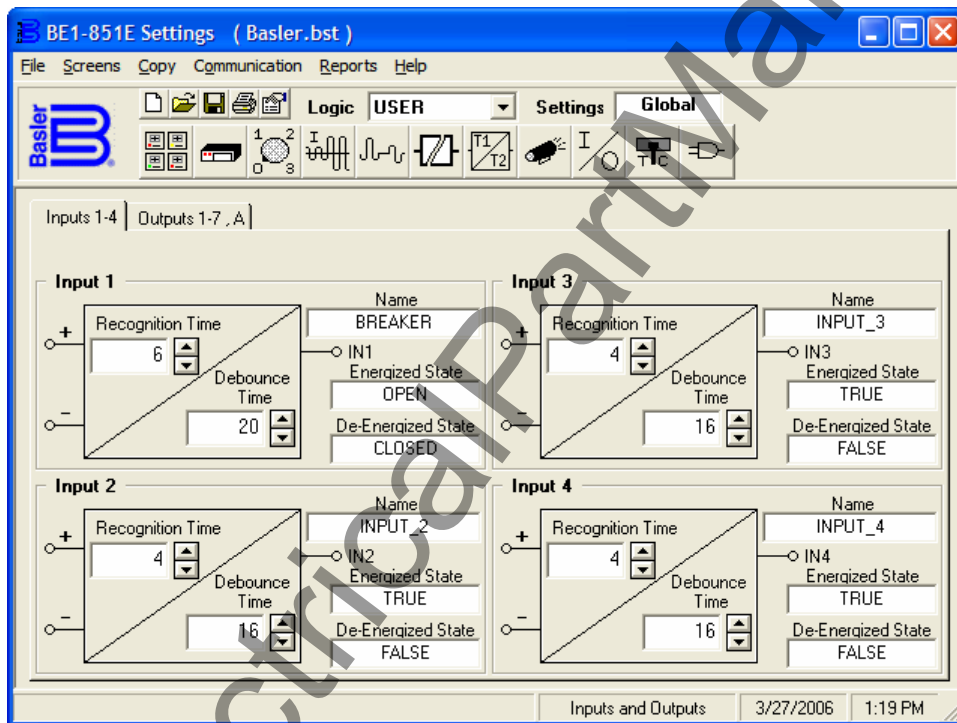 BE1-851E Settings ( Basler.bst )
File Screens Copy Communication Reports Help
Basler
Logic USER Settings Global
1 2 0 3
I
T1 T2
I O
T C
Inputs 1-4 Outputs 1-7 , A
Input 1
+
-
Recognition Time
6
Debounce
Time
20
Name
BREAKER
IN1
Energized State
OPEN
De-Energized State
CLOSED
Input 3
+
-
Recognition Time
4
Debounce
Time
16
Name
INPUT_3
IN3
Energized State
TRUE
De-Energized State
FALSE
Input 2
+
-
Recognition Time
4
Debounce
Time
16
Name
INPUT_2
IN2
Energized State
TRUE
De-Energized State
FALSE
Input 4
+
-
Recognition Time
4
Debounce
Time
16
Name
INPUT_4
IN4
Energized State
TRUE
De-Energized State
FALSE
Inputs and Outputs 3/27/2006 1:19 PM
ctricalPartMa